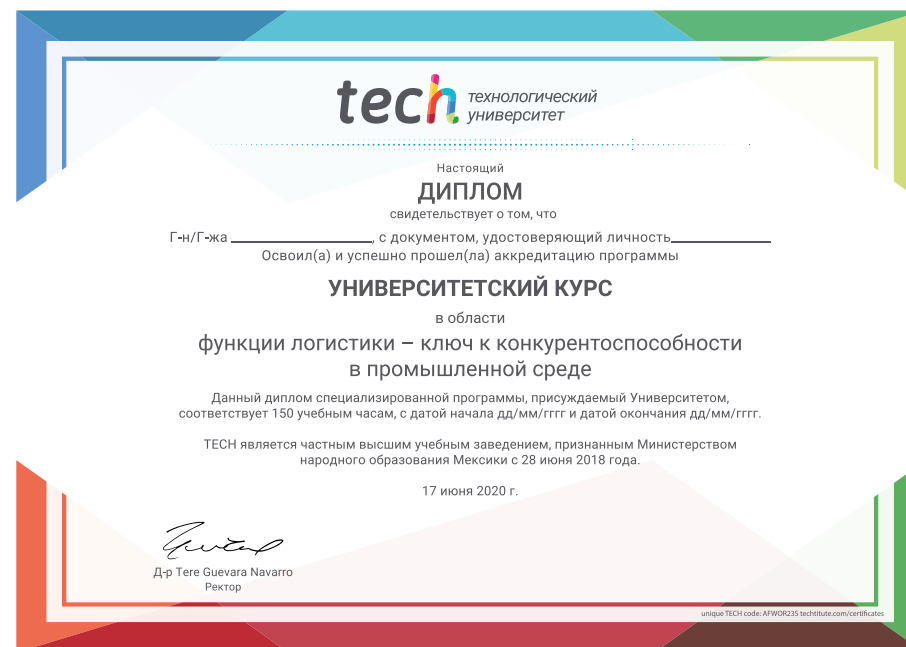 tech технологический
университет
Настоящий
ДИПЛОМ
свидетельствует о том, что
Г-н/Г-жа ____________________, с документом, удостоверяющий личность______________
Освоил(а) и успешно прошел(ла) аккредитацию программы
УНИВЕРСИТЕТСКИЙ КУРС
в области
функции логистики – ключ к конкурентоспособности
в промышленной среде
Данный диплом специализированной программы, присуждаемый Университетом,
соответствует 150 учебным часам, с датой начала дд/мм/гггг и датой окончания дд/мм/гггг.
TECH является частным высшим учебным заведением, признанным Министерством
народного образования Мексики с 28 июня 2018 года.
17 июня 2020 г.
Д-р Tere Guevara Navarro
Ректор
unique TECH code: AFWOR23S techtitute.com/certificates